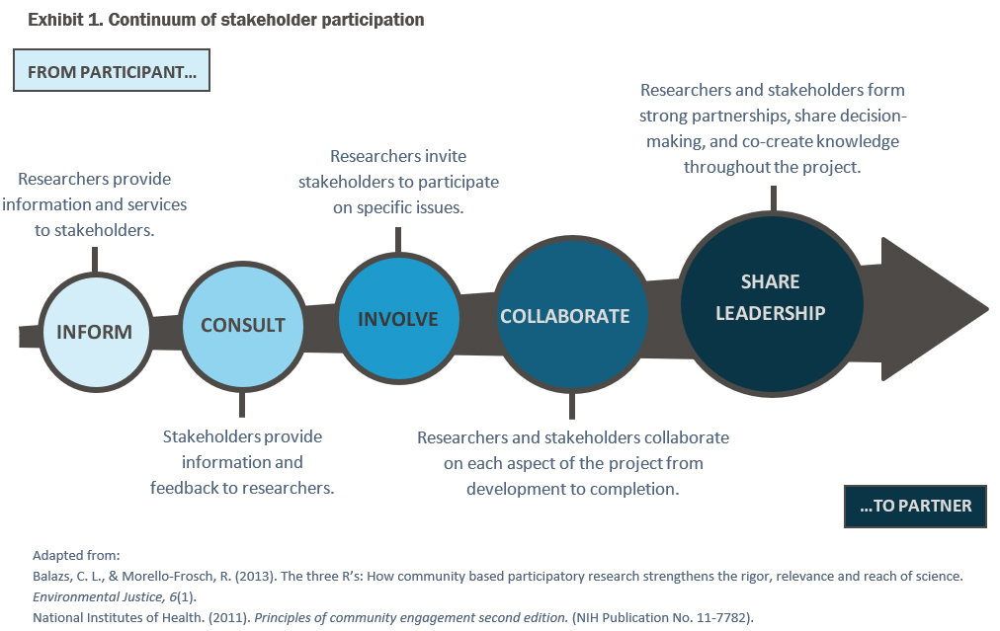 Exhibit 1. Continuum of stakeholder participation
FROM PARTICIPANT...
Researchers provide
information and services
to stakeholders.
INFORM
CONSULT
Stakeholders provide
information and
feedback to researchers.
Researchers invite
stakeholders to participate
on specific issues.
INVOLVE
COLLABORATE
Researchers and stakeholders collaborate
on each aspect of the project from
development to completion.
Researchers and stakeholders form
strong partnerships, share decision-
making, and co-create knowledge
throughout the project.
SHARE
LEADERSHIP
...TO PARTNER
Adapted from:
Balazs, C. L., & Morello-Frosch, R. (2013). The three R’s: How community based participatory research strengthens the rigor, relevance and reach of science.
Environmental Justice, 6(1).
National Institutes of Health. (2011). Principles of community engagement second edition. (NIH Publication No. 11-7782).